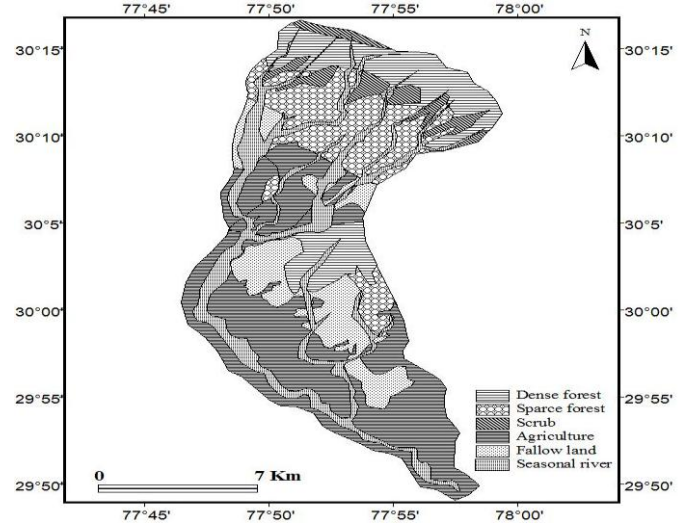 77°45' 77°50' 77°55' 78°00'
30°15' 30°15'
N
30°10' 30°10'
30°5' 30°5'
30°00' 30°00'
29°55' 29°55'
29°50' 29°50'
Dense forest
Sparce forest
Scrub
Agriculture
Fallow land
Seasonal river
0 7 Km
77°45' 77°50' 77°55' 78°00'